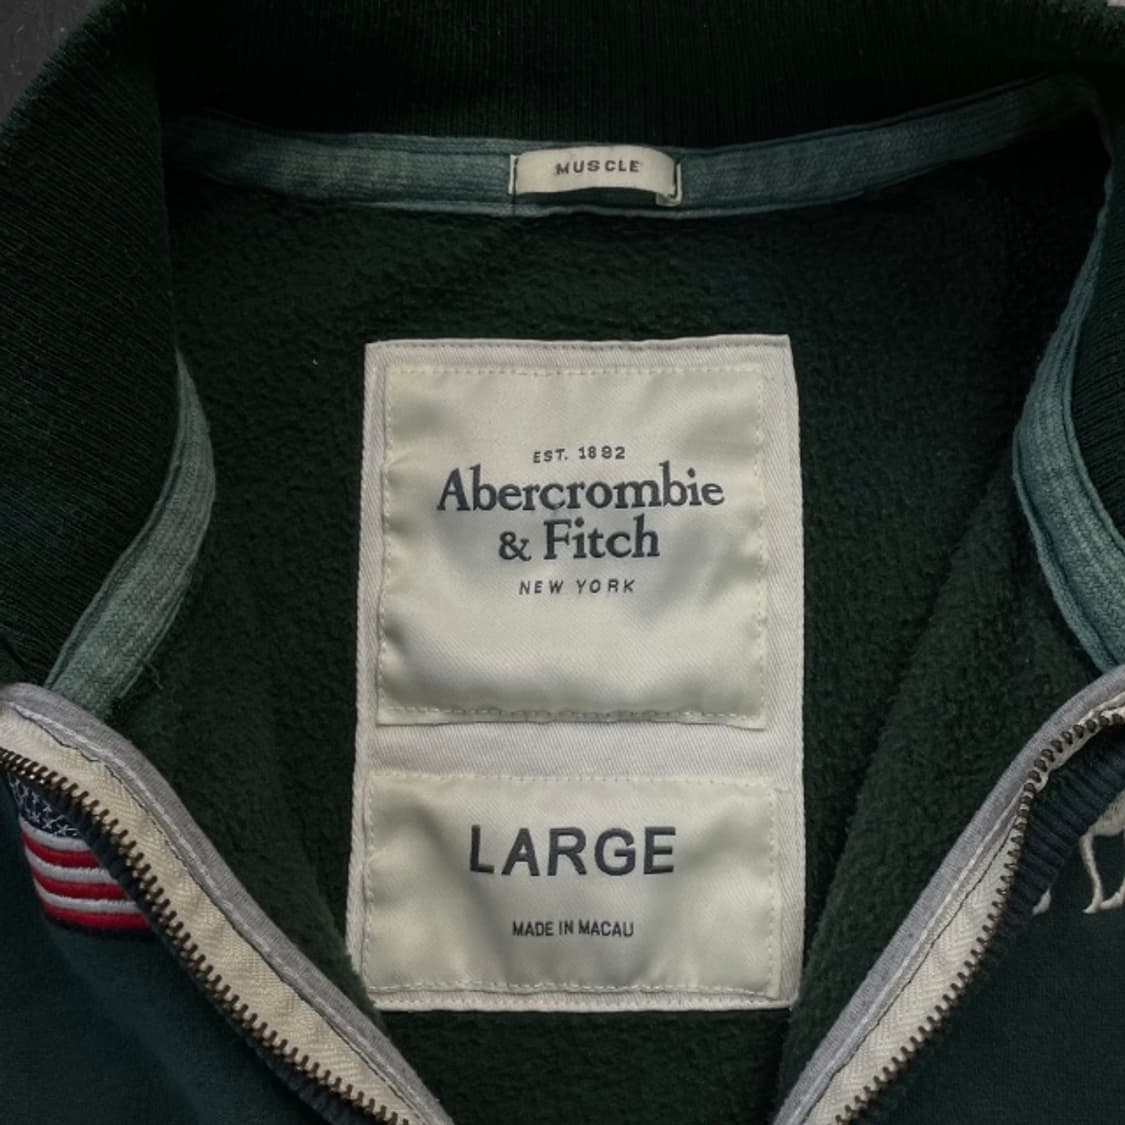 MUSCLE
EST. 1892
Abercrombie
& Fitch
NEW YORK
LARGE
MADE IN MACAU